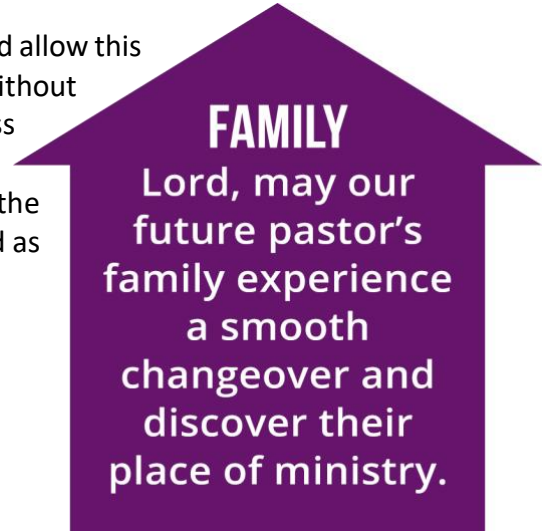 d allow this
ithout
ss
the
d as
FAMILY
Lord, may our
future pastor’s
family experience
a smooth
changeover and
discover their
place of ministry.